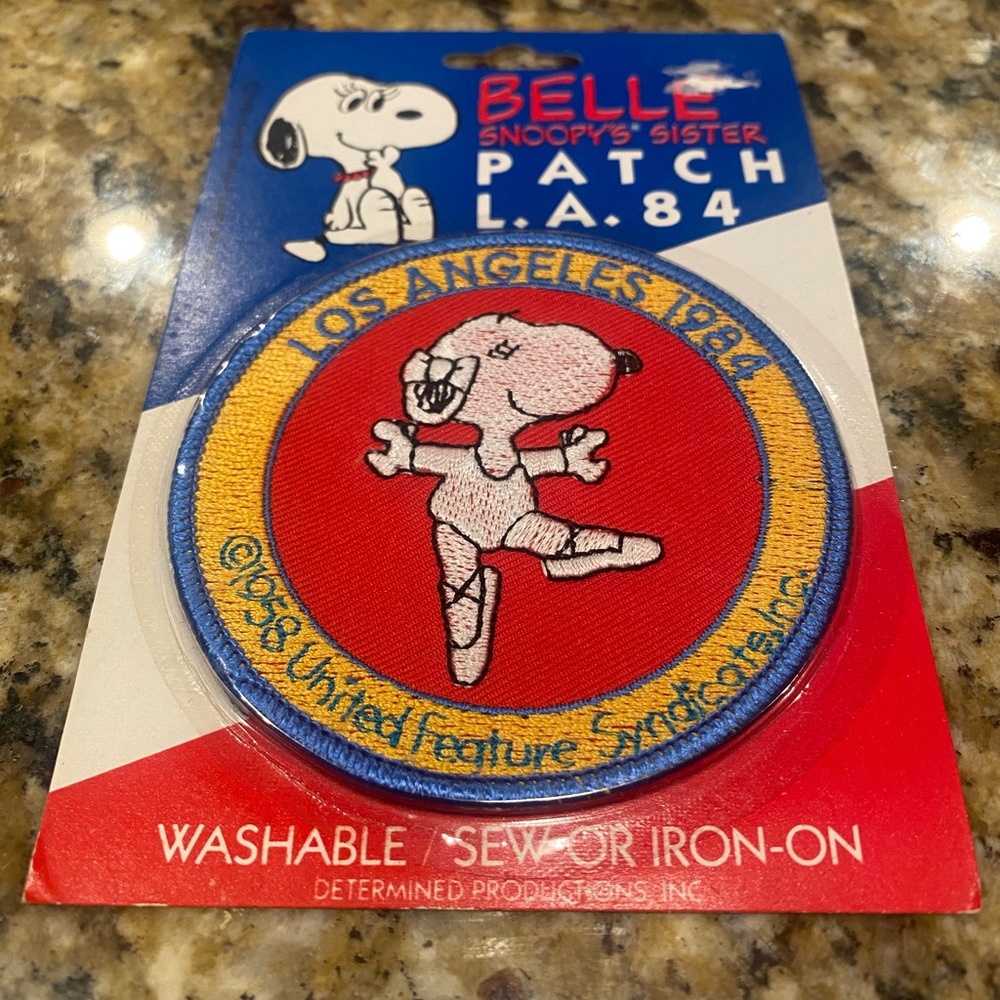 BELLE
SNOOPY'S® SISTER
PATCH
L.A.84
LOS ANGELES 1984
©1958 United Feature Syndicate, Inc.
WASHABLE / SEW OR IRON-ON
DETERMINED PRODUCTIONS, INC.